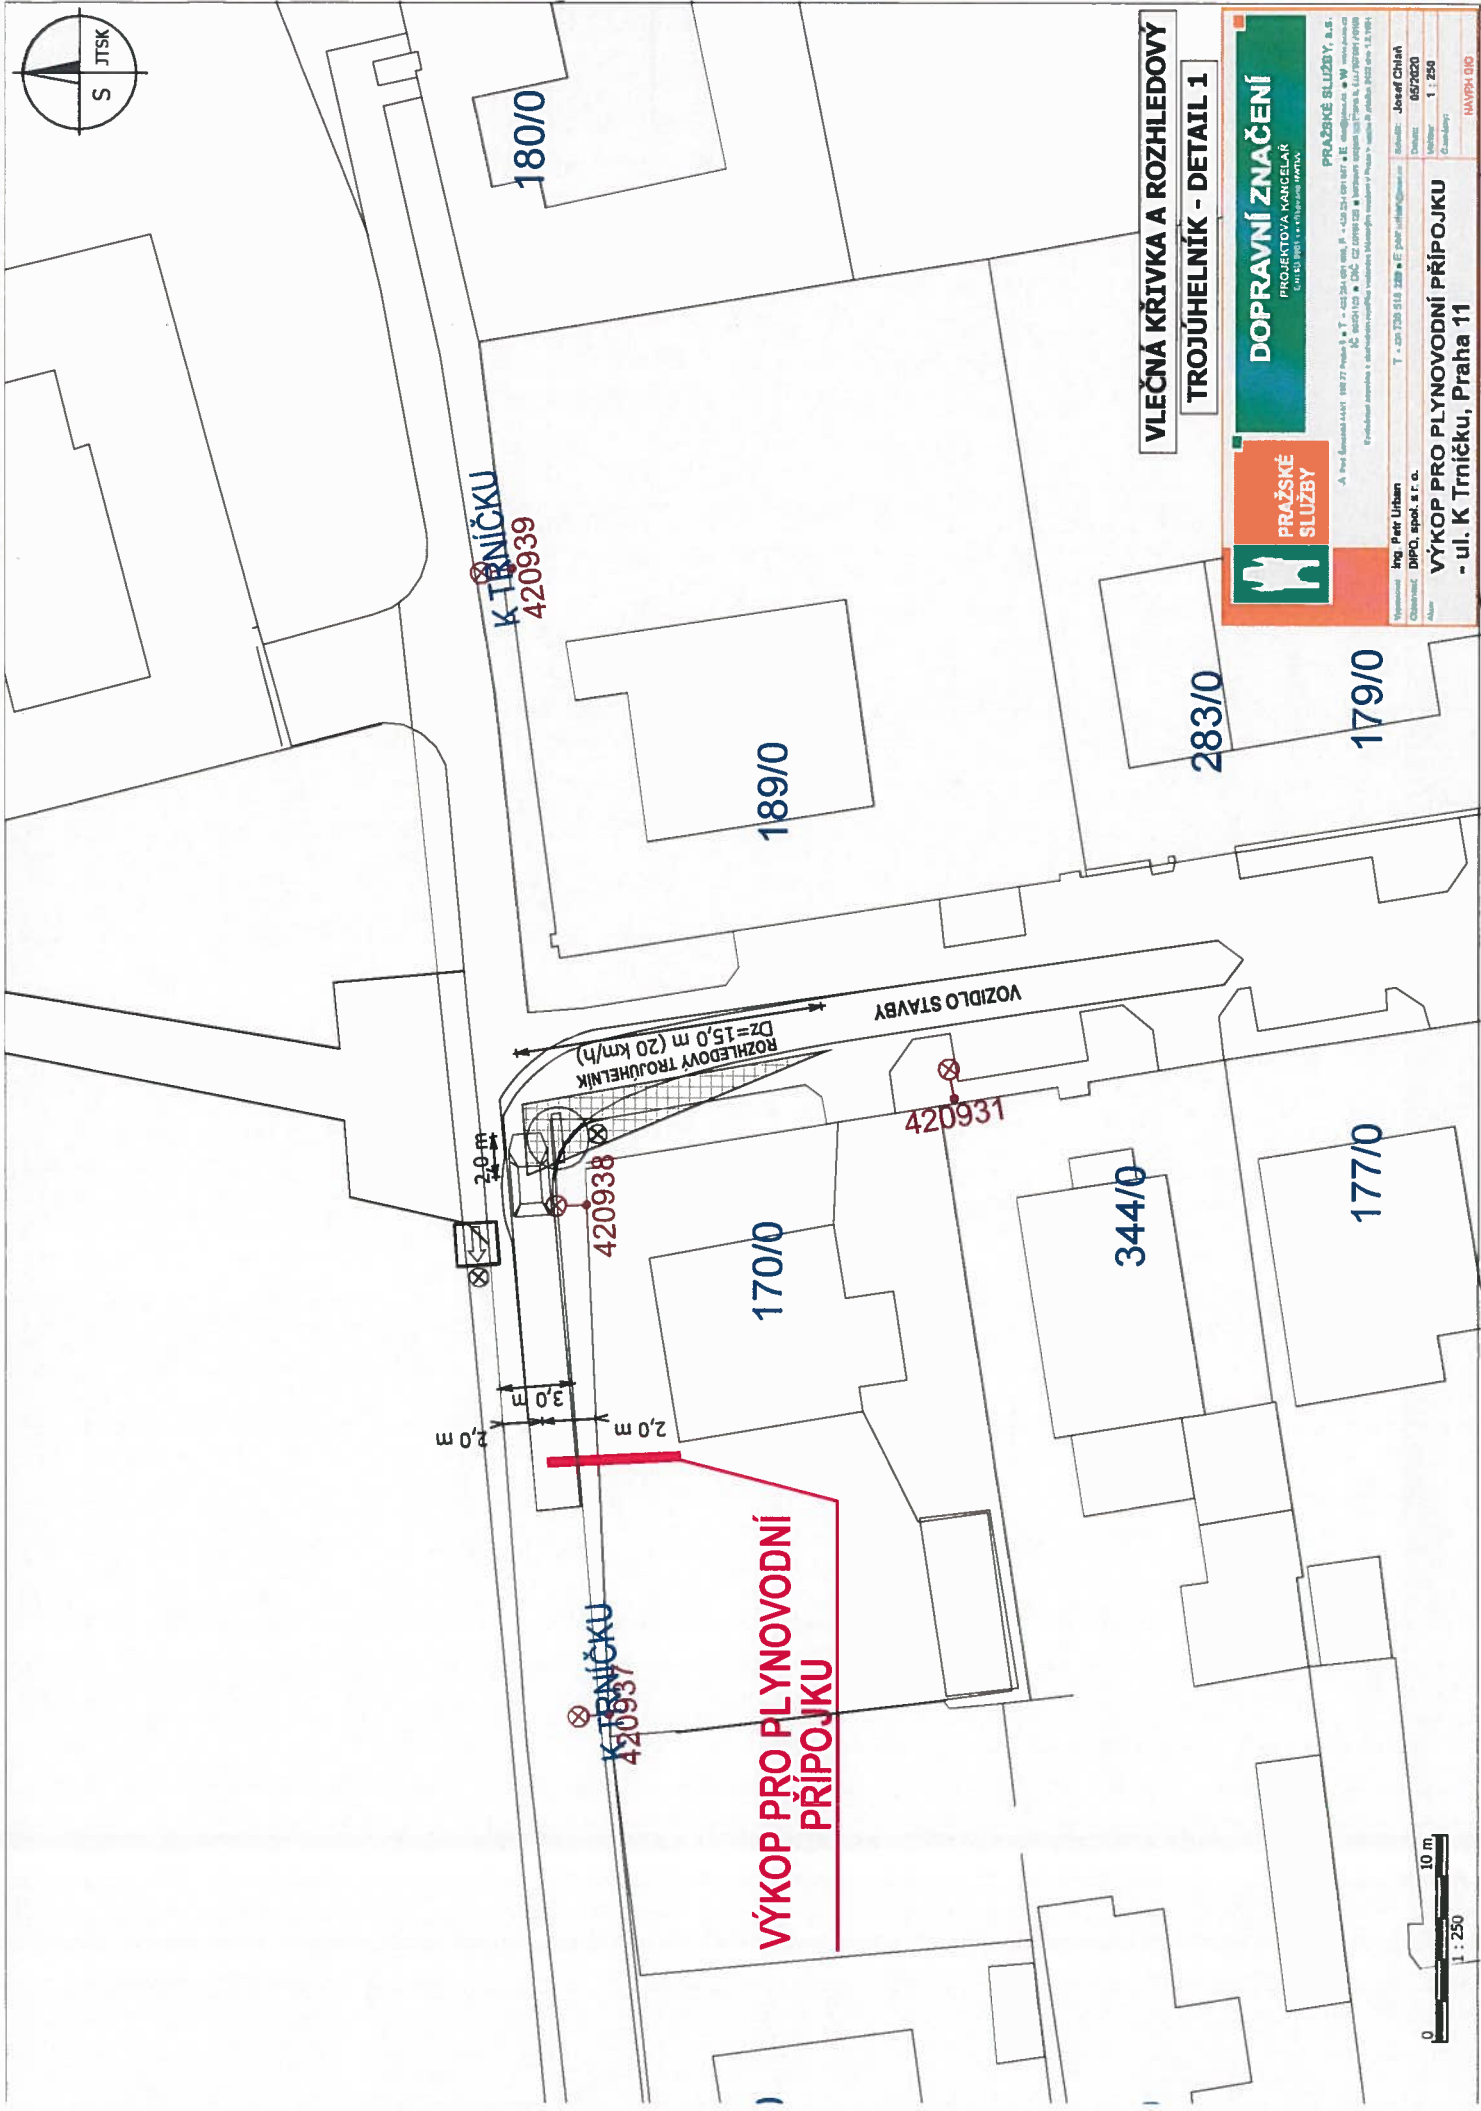 S JTSK
180/0
K TRNÍČKU
420939
189/0
283/0
179/0
VOZIDLO STAVBY
ROZHLEDOVÝ TROJÚHELNÍK
Dz=15,0 m (20 km/h)
2,0 m
420938
420931
170/0
344/0
177/0
3,0 m
2,0 m
2,0 m
K TRNÍČKU
420937
VÝKOP PRO PLYNOVODNÍ
PŘÍPOJKU
0 10 m
1 : 250
VLEČNÁ KŘIVKA A ROZHLEDOVÝ
TROJÚHELNÍK - DETAIL 1
PRAŽSKÉ
SLUŽBY
DOPRAVNÍ ZNAČENÍ
PROJEKTOVÁ KANCELÁŘ
PRAŽSKÉ SLUŽBY, a.s.
Ing. Petr Urban
Josef Chlaň
DIPO, spol. s r. o.
05/2020
1 : 250
VÝKOP PRO PLYNOVODNÍ PŘÍPOJKU
- ul. K Trníčku, Praha 11